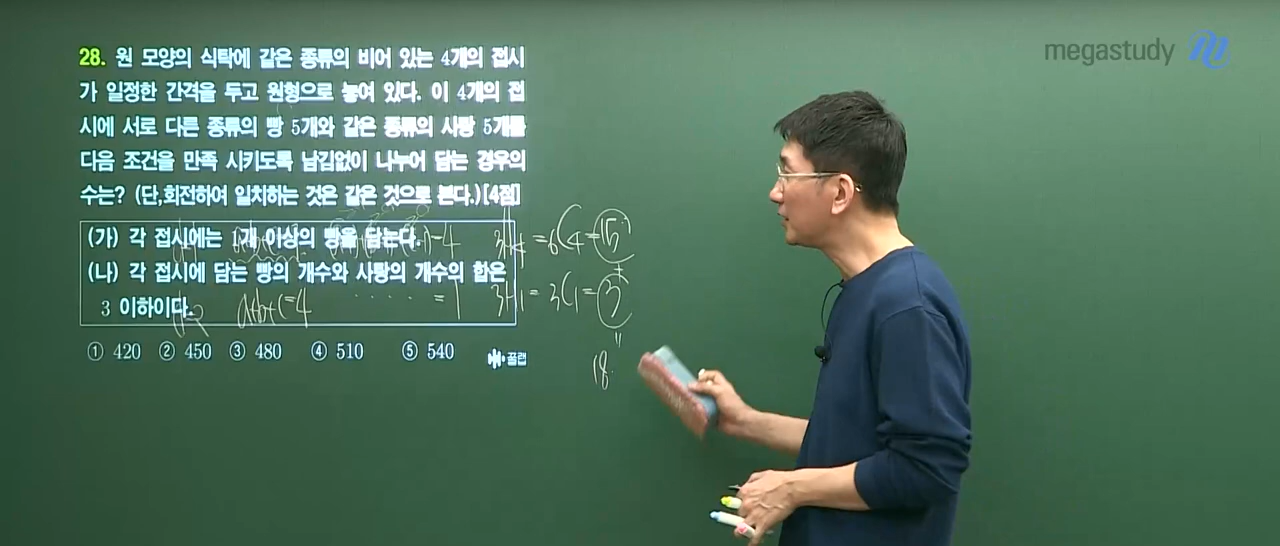 megastudy
28. 원 모양의 식탁에 같은 종류의 비어 있는 4개의 접시
가 일정한 간격을 두고 원형으로 놓여 있다. 이 4개의 접
시에 서로 다른 종류의 빵 5개와 같은 종류의 사탕 5개를
다음 조건을 만족 시키도록 남김없이 나누어 담는 경우의
수는? (단,회전하여 일치하는 것은 같은 것으로 본다.)[4점]
(가) 각 접시에는 1개 이상의 빵을 담는다.
(나) 각 접시에 담는 빵의 개수와 사탕의 개수의 합은
3 이하이다.
① 420 ② 450 ③ 480 ④ 510 ⑤ 540
꿀랩
=4 3H4 = 6C4 = 15
+
a+b+c=4 ····· =1 3H1 = 3C1 = 3
"
18